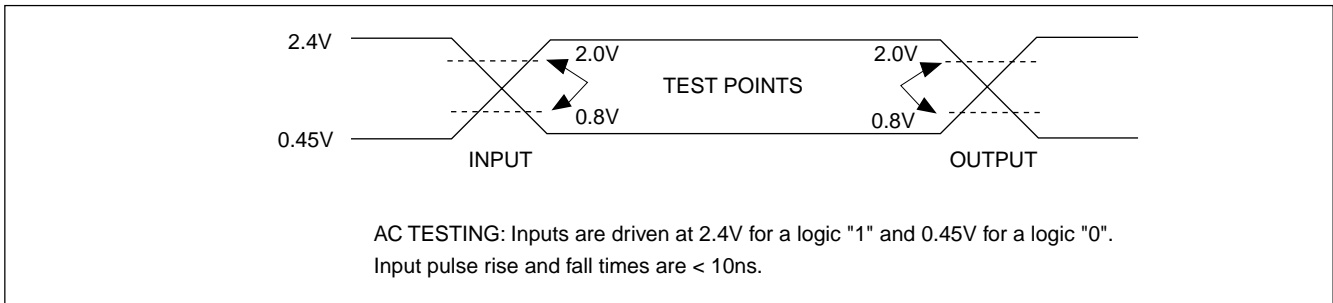 2.4V
2.0V
2.0V
TEST POINTS
0.8V
0.8V
0.45V
INPUT
OUTPUT
AC TESTING: Inputs are driven at 2.4V for a logic "1" and 0.45V for a logic "0".
Input pulse rise and fall times are < 10ns.